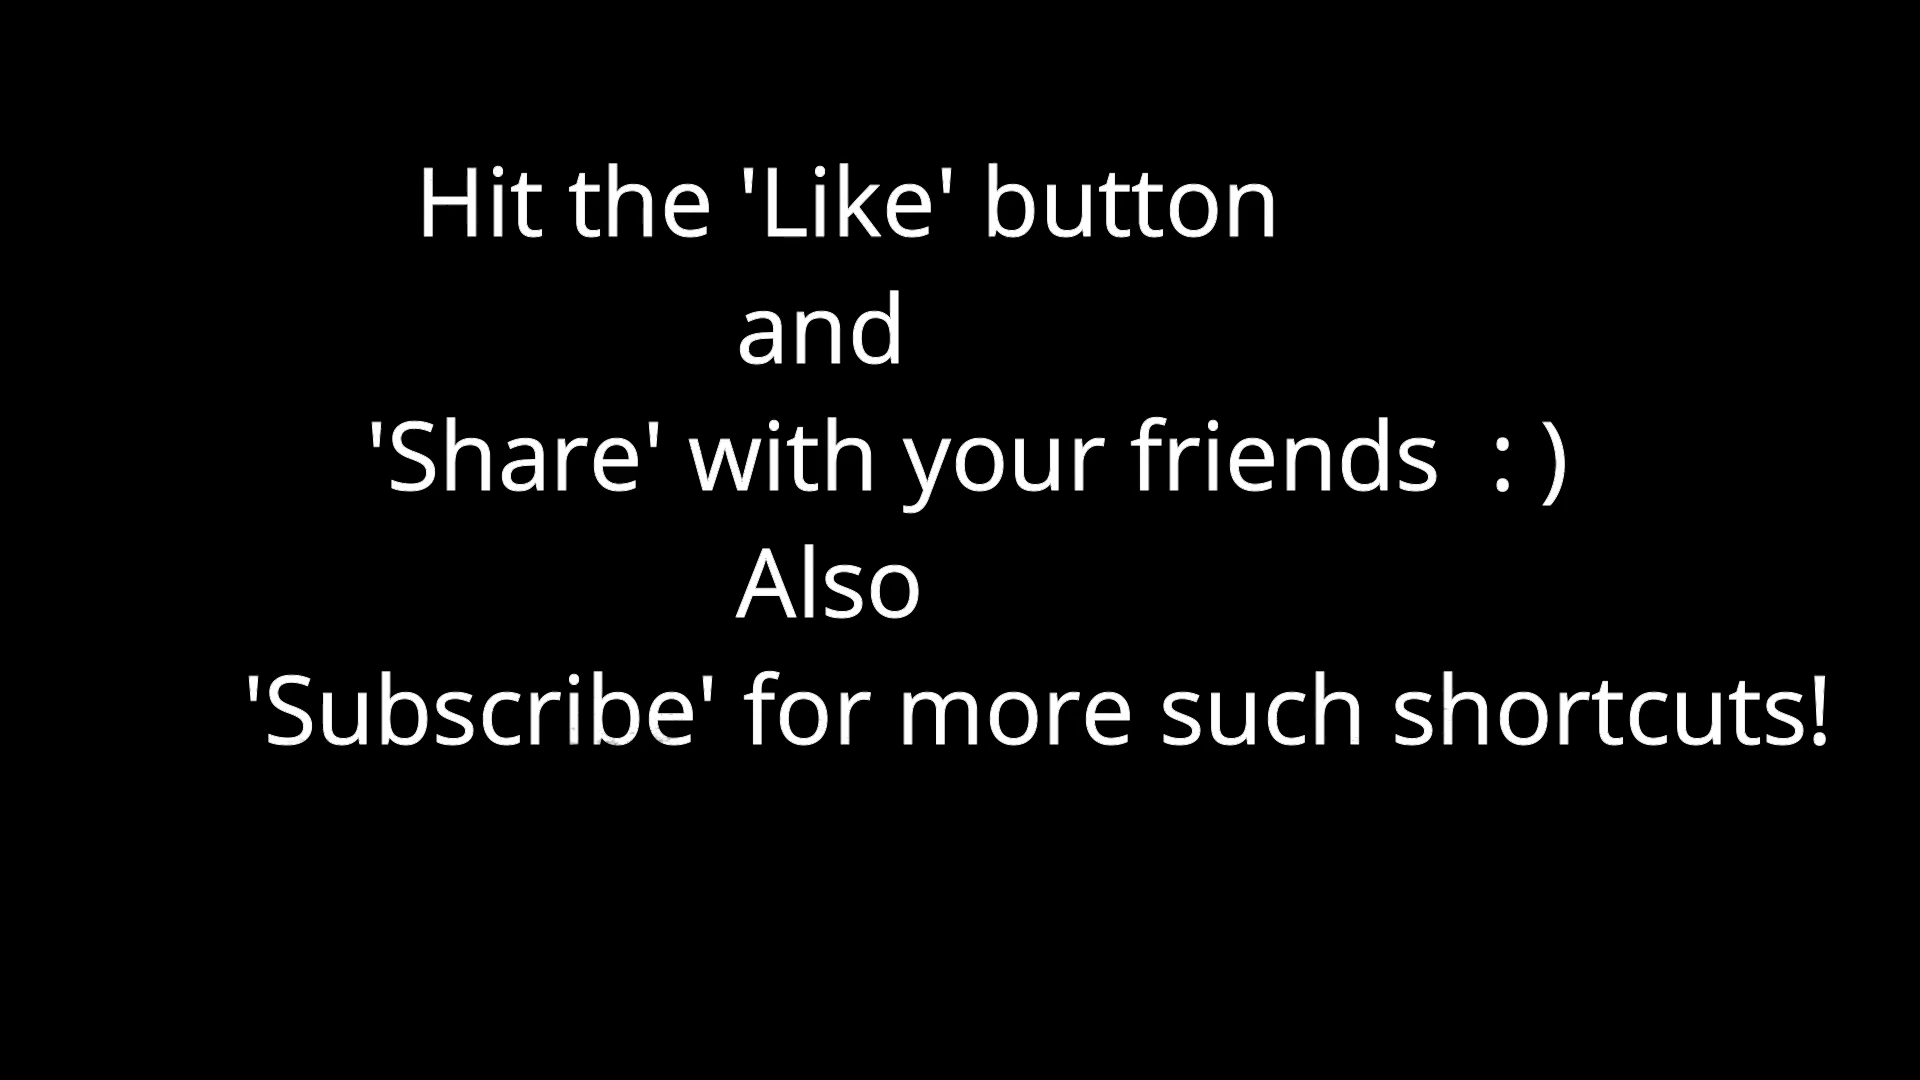 Hit the 'Like' button
and
'Share' with your friends  : )
Also
'Subscribe' for more such shortcuts!